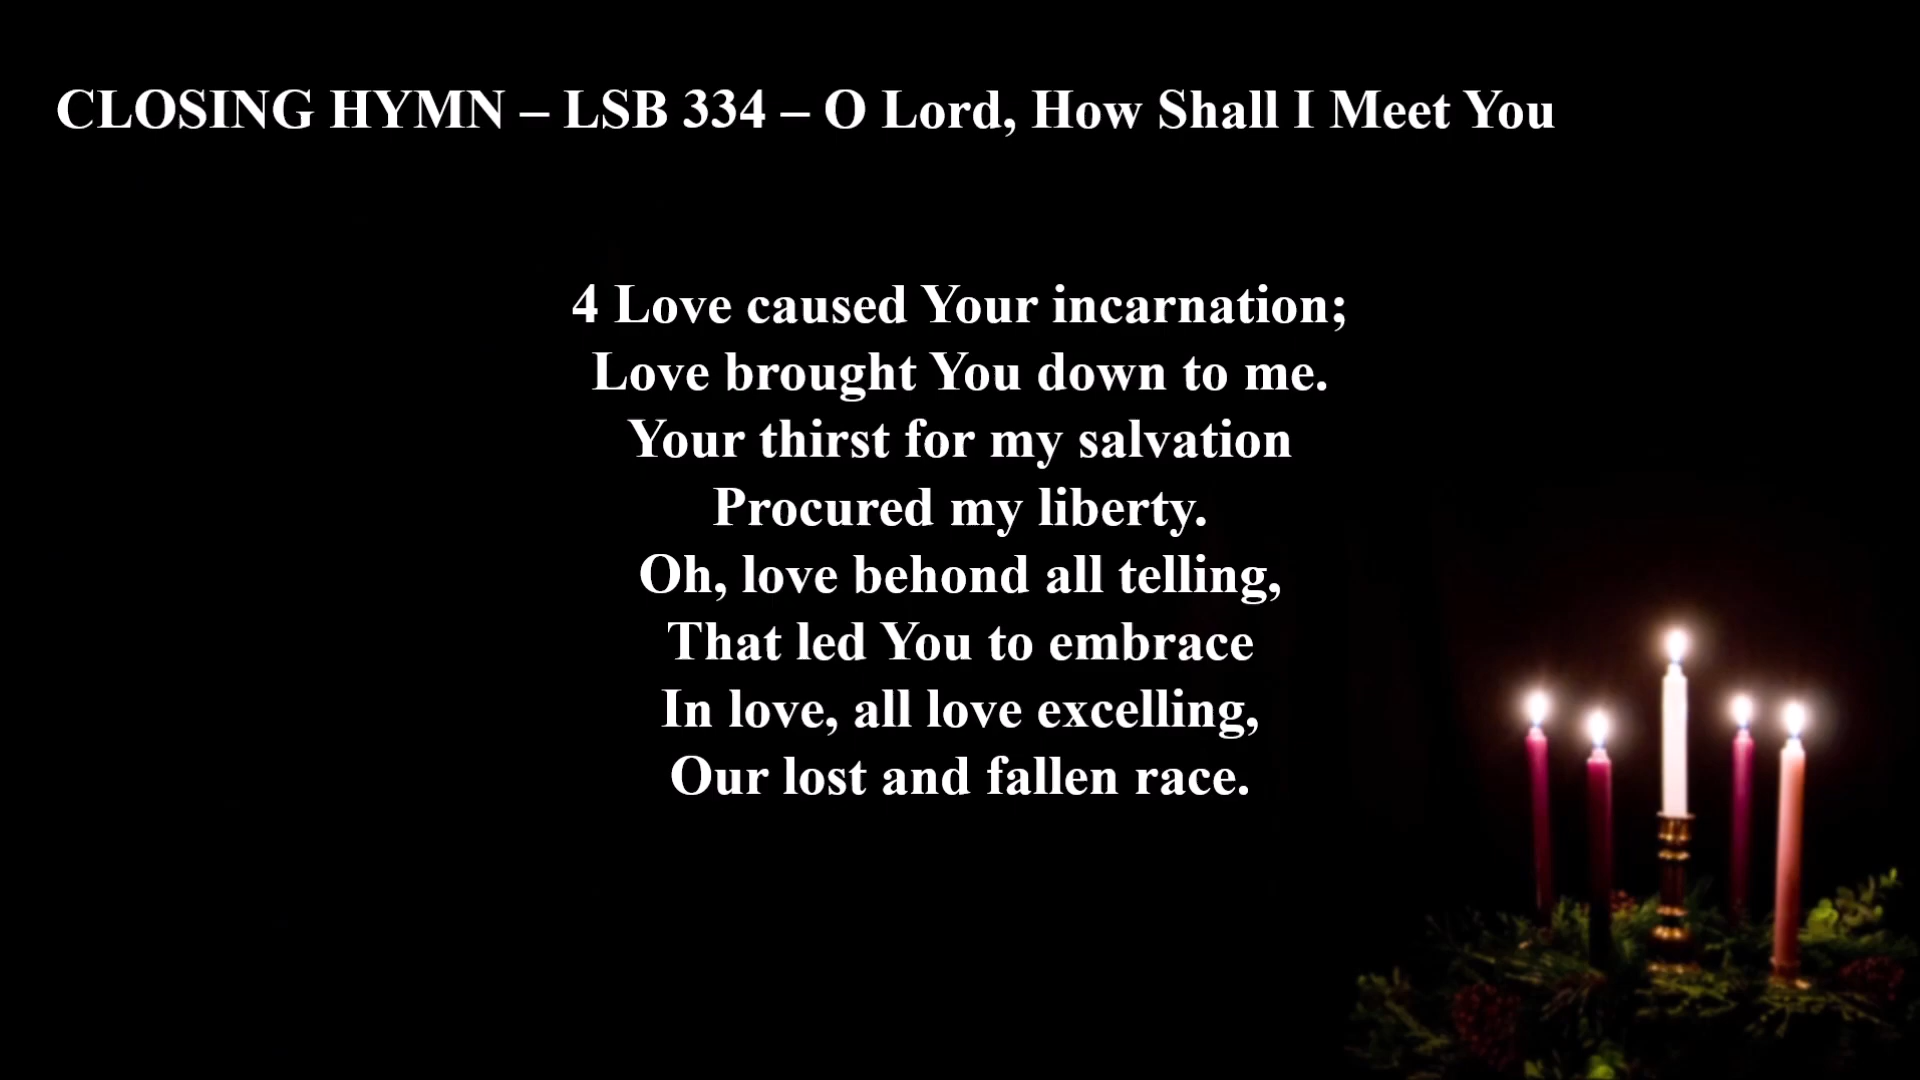 CLOSING HYMN – LSB 334 – O Lord, How Shall I Meet You
4 Love caused Your incarnation;
Love brought You down to me.
Your thirst for my salvation
Procured my liberty.
Oh, love behond all telling,
That led You to embrace
In love, all love excelling,
Our lost and fallen race.